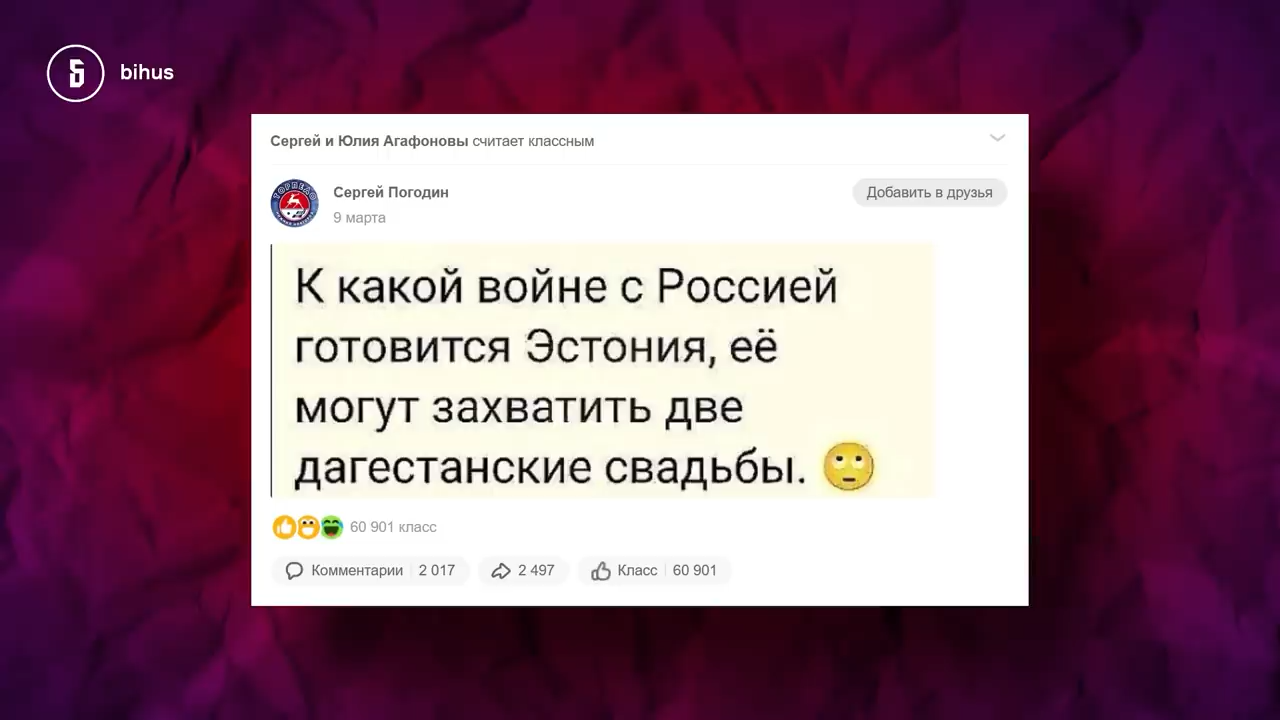 bihus
Сергей и Юлия Агафоновы считает классным
Сергей Погодин
Добавить в друзья
9 марта
ТОРПЕДО
К какой войне с Россией
готовится Эстония, её
могут захватить две
дагестанские свадьбы. 🙄
60 901 класс
Комментарии 2 017
2 497
Класс 60 901